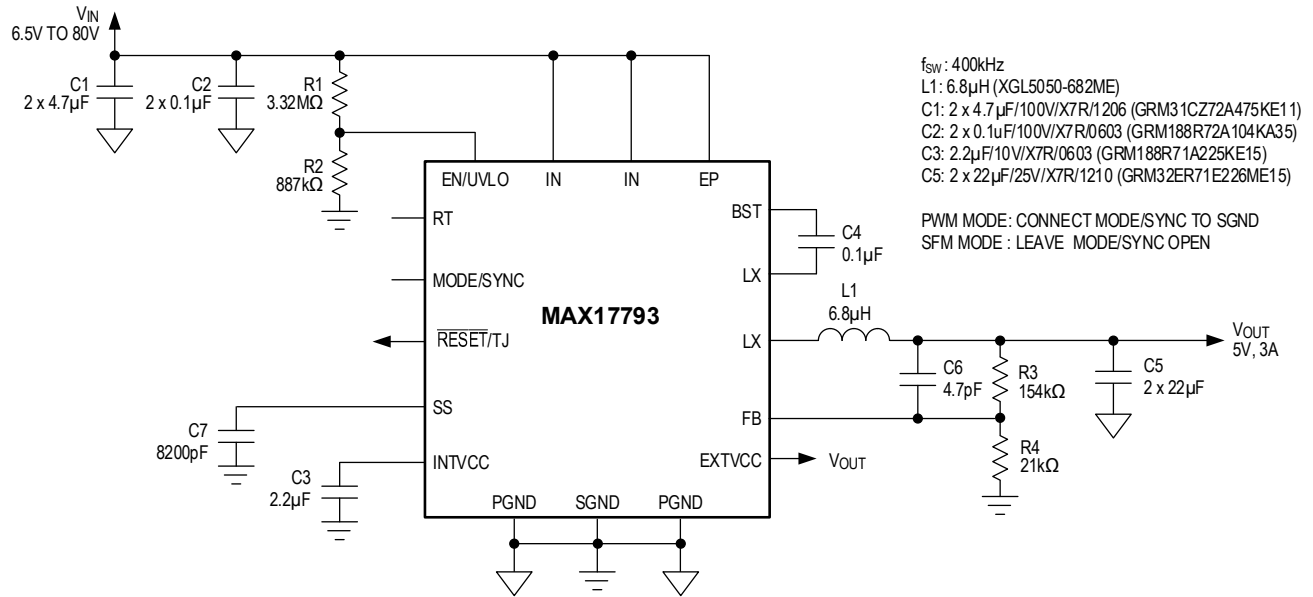 VIN
6.5V TO 80V
C1
2 x 4.7µF
C2
2 x 0.1µF
R1
3.32MΩ
R2
887kΩ
EN/UVLO
IN
IN
EP
RT
MODE/SYNC
RESET/TJ
SS
INTVCC
PGND
SGND
PGND
MAX17793
BST
LX
LX
FB
EXTVCC
C7
8200pF
C3
2.2µF
C4
0.1µF
L1
6.8µH
C6
4.7pF
R3
154kΩ
R4
21kΩ
C5
2 x 22µF
VOUT
5V, 3A
VOUT
fSW : 400kHz
L1: 6.8µH (XGL5050-682ME)
C1: 2 x 4.7µF/100V/X7R/1206 (GRM31CZ72A475KE11)
C2: 2 x 0.1uF/100V/X7R/0603 (GRM188R72A104KA35)
C3: 2.2µF/10V/X7R/0603 (GRM188R71A225KE15)
C5: 2 x 22µF/25V/X7R/1210 (GRM32ER71E226ME15)
PWM MODE: CONNECT MODE/SYNC TO SGND
SFM MODE : LEAVE MODE/SYNC OPEN